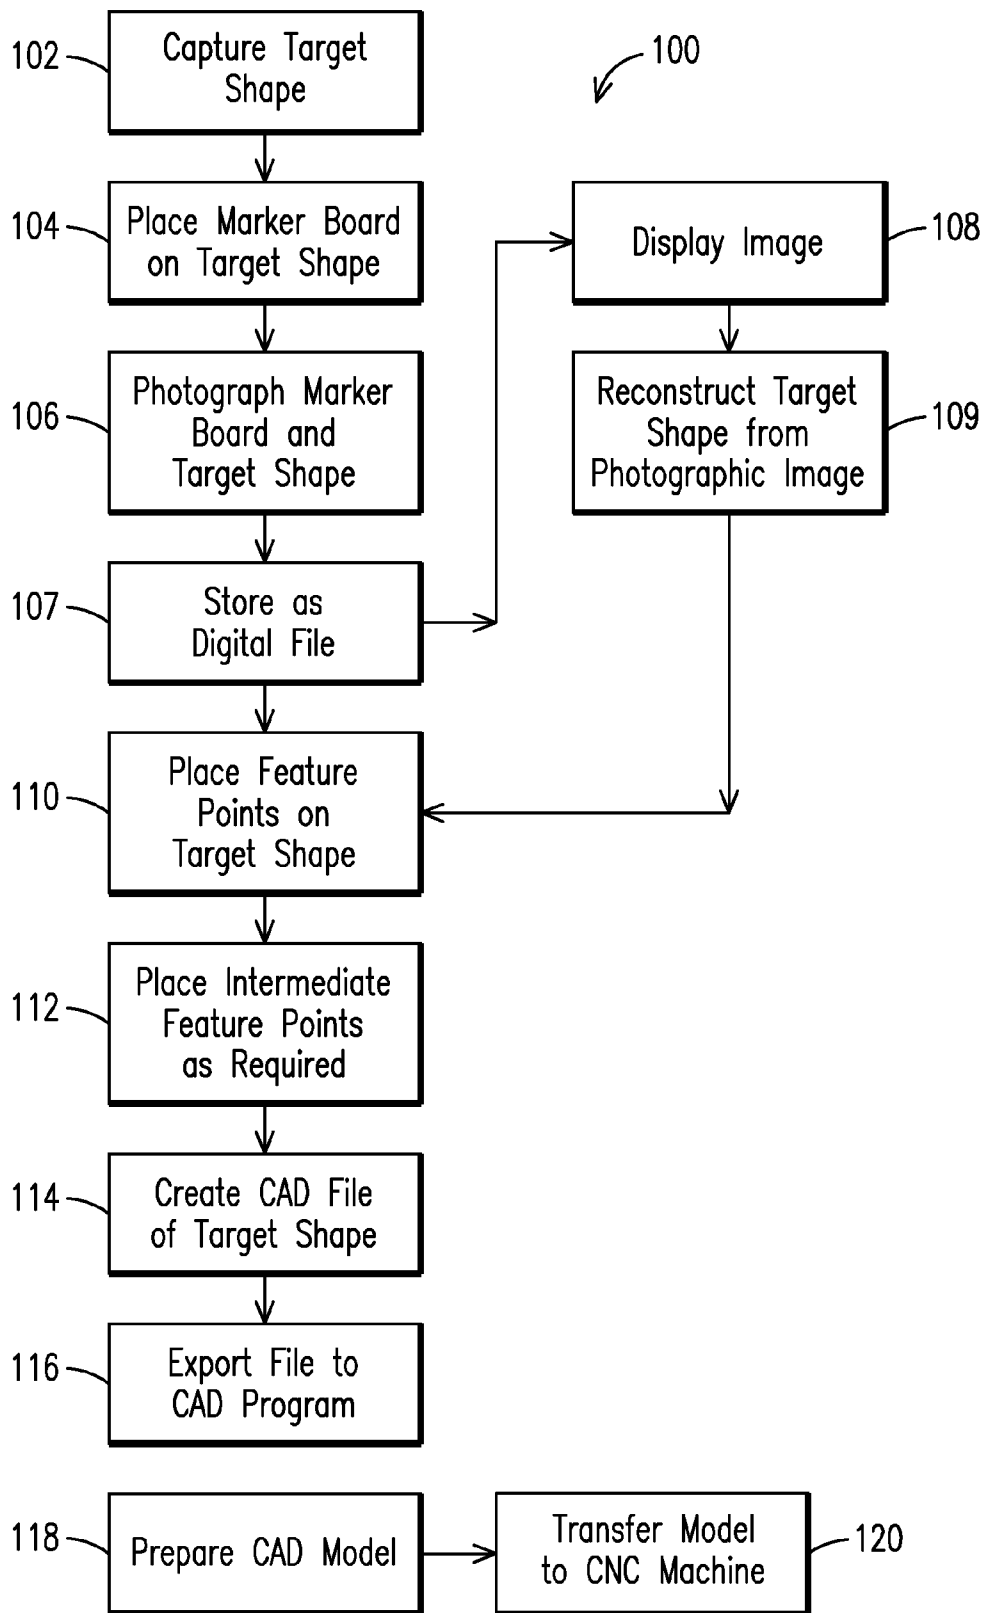 102
Capture Target
Shape
100
104
Place Marker Board
on Target Shape
Display Image
108
106
Photograph Marker
Board and
Target Shape
Reconstruct Target
Shape from
Photographic Image
109
107
Store as
Digital File
110
Place Feature
Points on
Target Shape
112
Place Intermediate
Feature Points
as Required
114
Create CAD File
of Target Shape
116
Export File to
CAD Program
118
Prepare CAD Model
Transfer Model
to CNC Machine
120